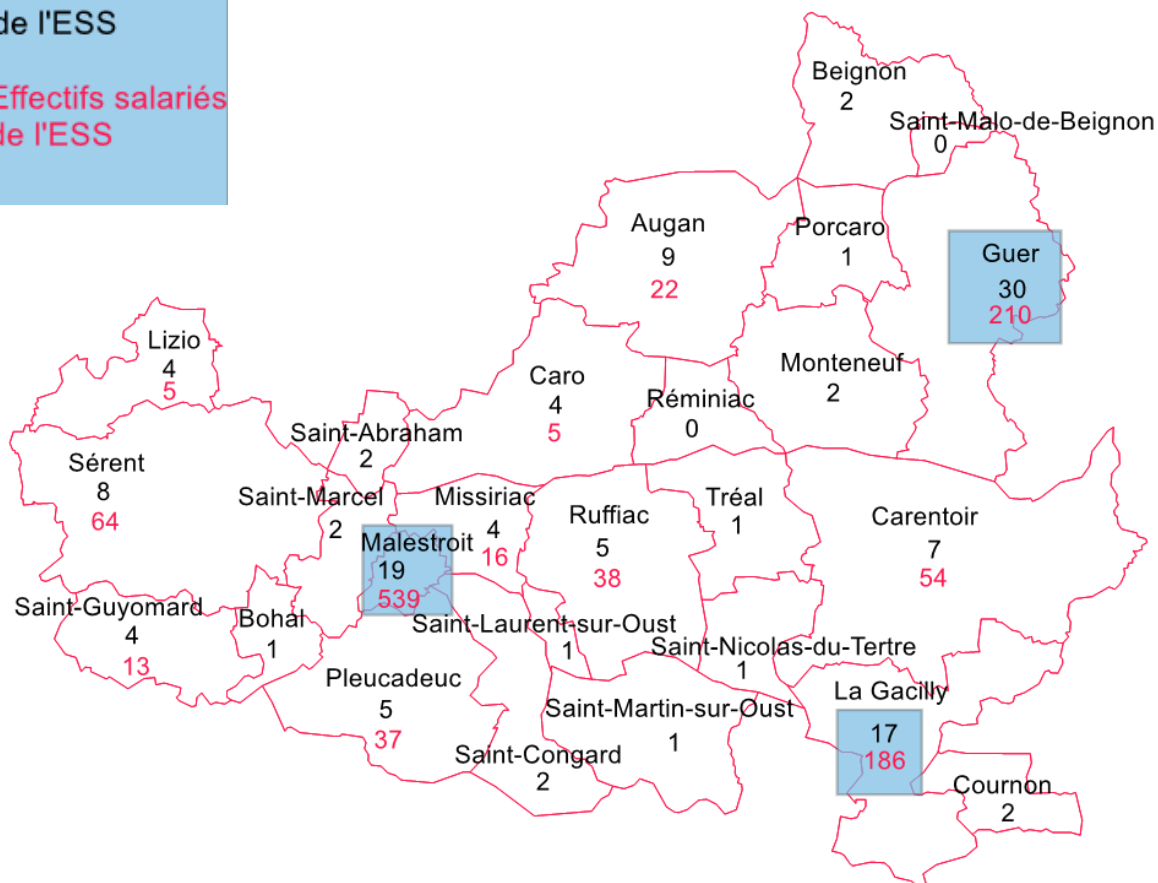 de l'ESS
Effectifs salariés
de l'ESS
Beignon
2
Saint-Malo-de-Beignon
0
Augan
9
22
Porcaro
1
Guer
30
210
Lizio
4
5
Caro
4
5
Réminiac
0
Monteneuf
2
Saint-Abraham
2
Sérent
8
64
Saint-Marcel
2
Missiriac
4
16
Ruffiac
5
38
Tréal
1
Carentoir
7
54
Malestroit
19
539
Saint-Guyomard
4
13
Bohal
1
Saint-Laurent-sur-Oust
1
Saint-Nicolas-du-Tertre
1
Pleucadeuc
5
37
Saint-Martin-sur-Oust
1
La Gacilly
17
186
Saint-Congard
2
Cournon
2